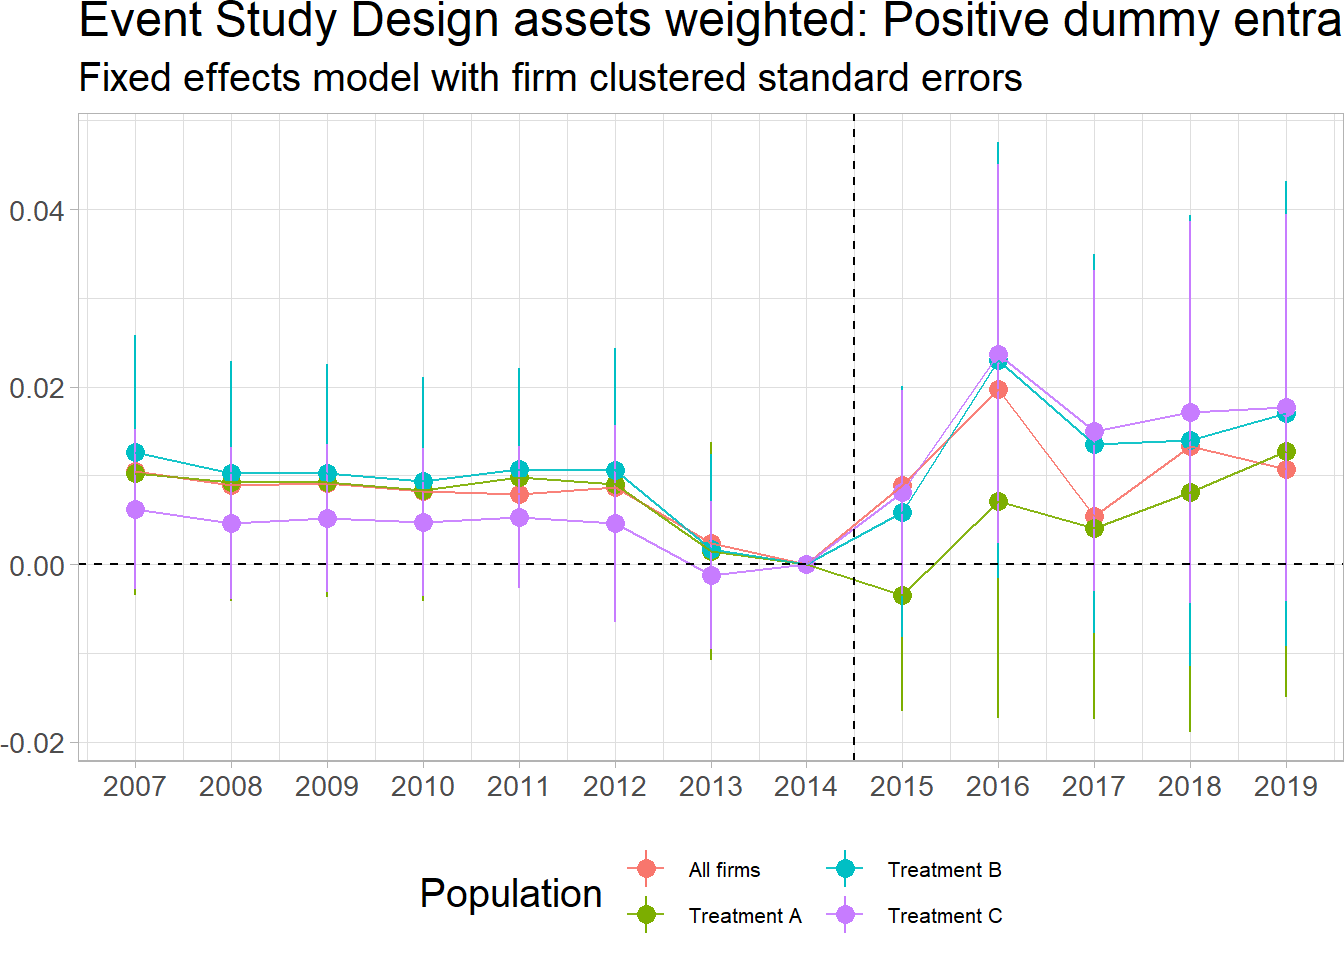 Event Study Design assets weighted: Positive dummy entra
Fixed effects model with firm clustered standard errors
0.04
0.02
0.00
-0.02
2007 2008 2009 2010 2011 2012 2013 2014 2015 2016 2017 2018 2019
Population
All firms
Treatment B
Treatment A
Treatment C